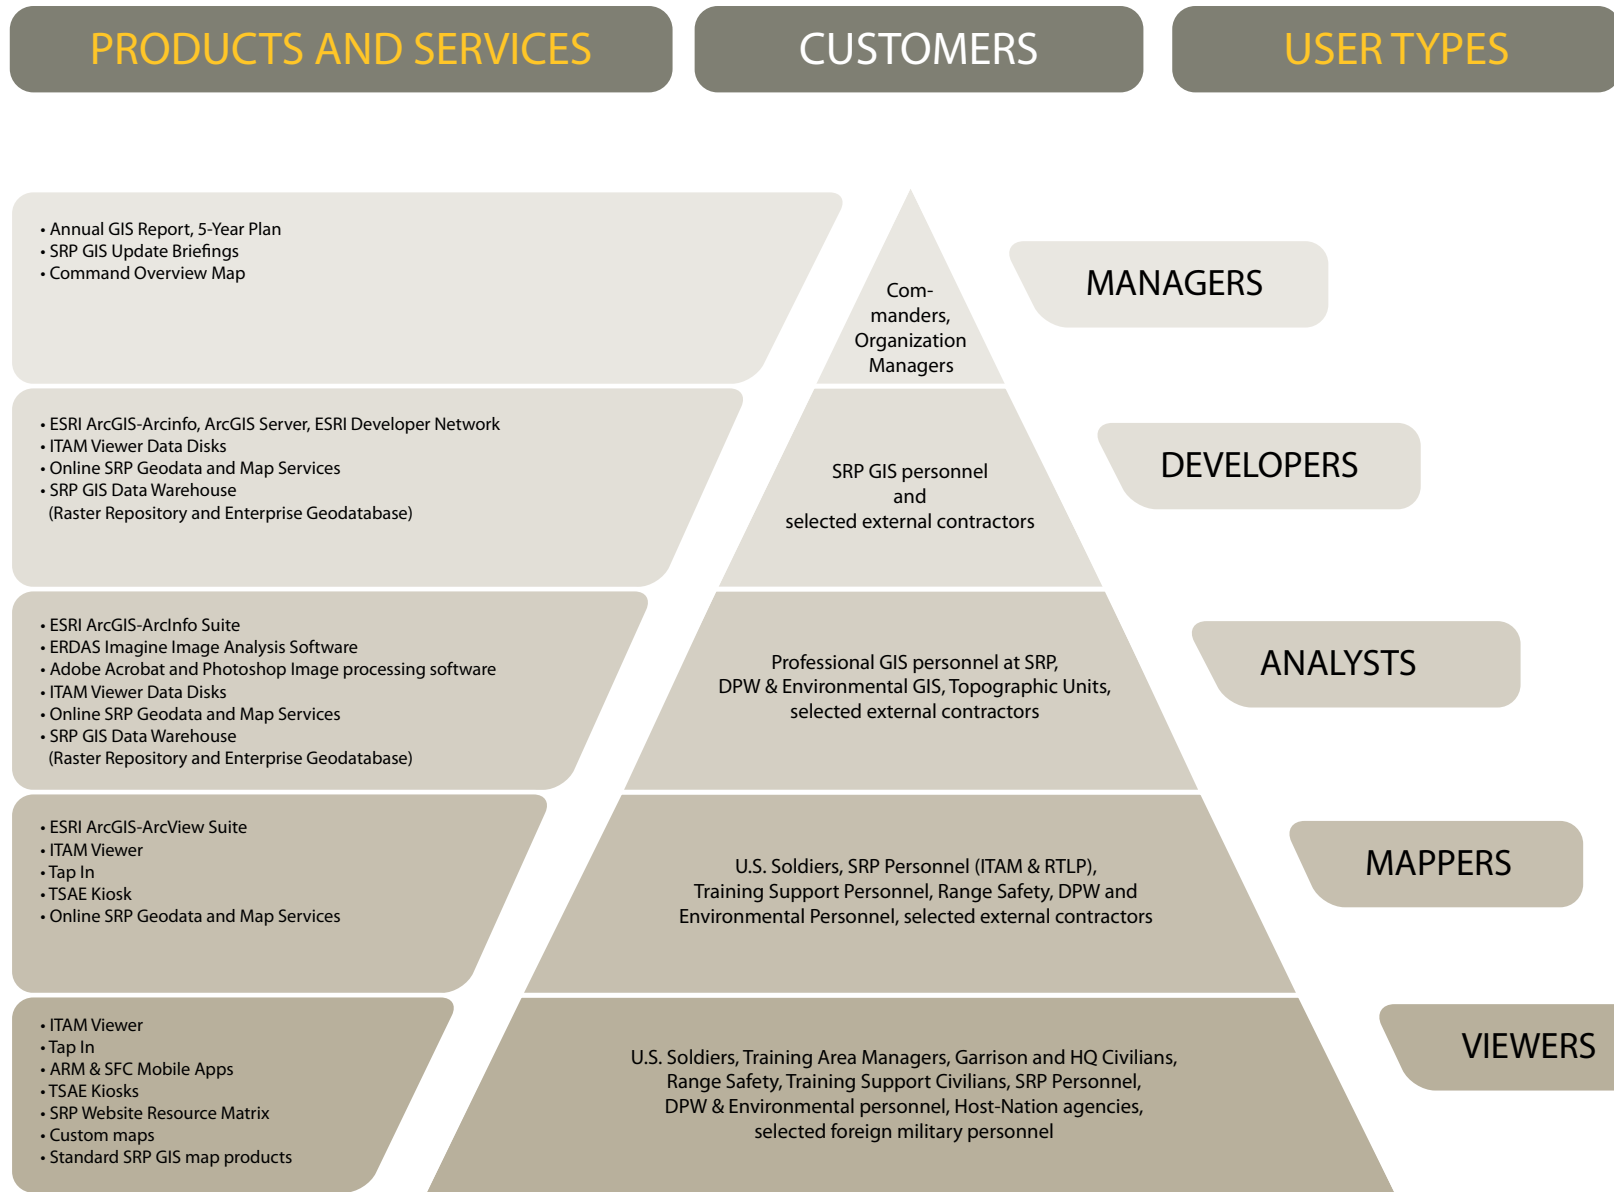 PRODUCTS AND SERVICES
CUSTOMERS
USER TYPES
• Annual GIS Report, 5-Year Plan
• SRP GIS Update Briefings
• Command Overview Map
Com-
manders,
Organization
Managers
MANAGERS
• ESRI ArcGIS-Arcinfo, ArcGIS Server, ESRI Developer Network
• ITAM Viewer Data Disks
• Online SRP Geodata and Map Services
• SRP GIS Data Warehouse
(Raster Repository and Enterprise Geodatabase)
SRP GIS personnel
and
selected external contractors
DEVELOPERS
• ESRI ArcGIS-ArcInfo Suite
• ERDAS Imagine Image Analysis Software
• Adobe Acrobat and Photoshop Image processing software
• ITAM Viewer Data Disks
• Online SRP Geodata and Map Services
• SRP GIS Data Warehouse
(Raster Repository and Enterprise Geodatabase)
Professional GIS personnel at SRP,
DPW & Environmental GIS, Topographic Units,
selected external contractors
ANALYSTS
• ESRI ArcGIS-ArcView Suite
• ITAM Viewer
• Tap In
• TSAE Kiosk
• Online SRP Geodata and Map Services
U.S. Soldiers, SRP Personnel (ITAM & RTLP),
Training Support Personnel, Range Safety, DPW and
Environmental Personnel, selected external contractors
MAPPERS
• ITAM Viewer
• Tap In
• ARM & SFC Mobile Apps
• TSAE Kiosks
• SRP Website Resource Matrix
• Custom maps
• Standard SRP GIS map products
U.S. Soldiers, Training Area Managers, Garrison and HQ Civilians,
Range Safety, Training Support Civilians, SRP Personnel,
DPW & Environmental personnel, Host-Nation agencies,
selected foreign military personnel
VIEWERS